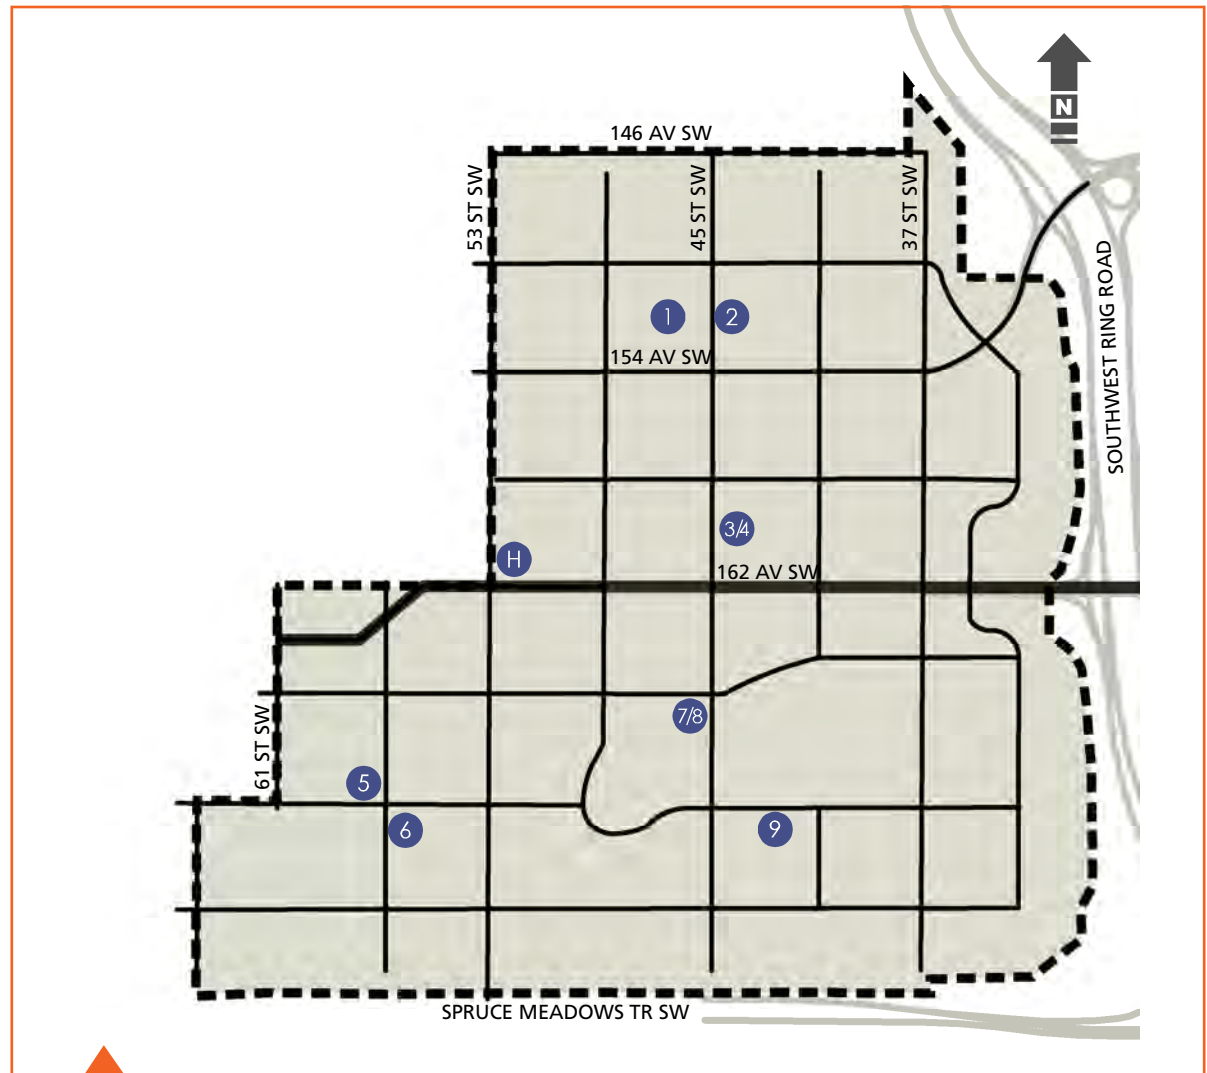 N
146 AV SW
53 ST SW
45 ST SW
37 ST SW
SOUTHWEST RING ROAD
1
2
154 AV SW
3/4
H
162 AV SW
61 ST SW
7/8
5
6
9
SPRUCE MEADOWS TR SW